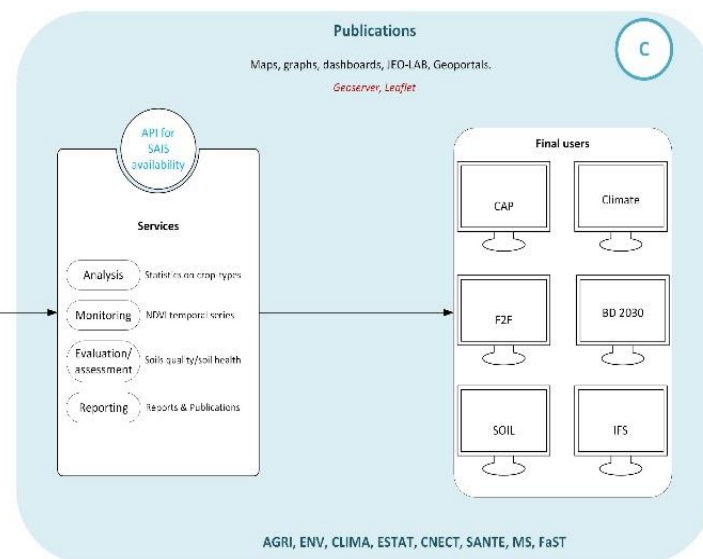 Publications
C
Maps, graphs, dashboards, JEO-LAB, Geoportals.
Geoserver, Leaflet
API for
SAIS
availability
Services
Analysis
Statistics on crop types
Monitoring
NDVI temporal series
Evaluation/
assessment
Soils quality/soil health
Reporting
Reports & Publications
Final users
CAP
Climate
F2F
BD 2030
SOIL
IFS
AGRI, ENV, CLIMA, ESTAT, CNECT, SANTE, MS, FaST